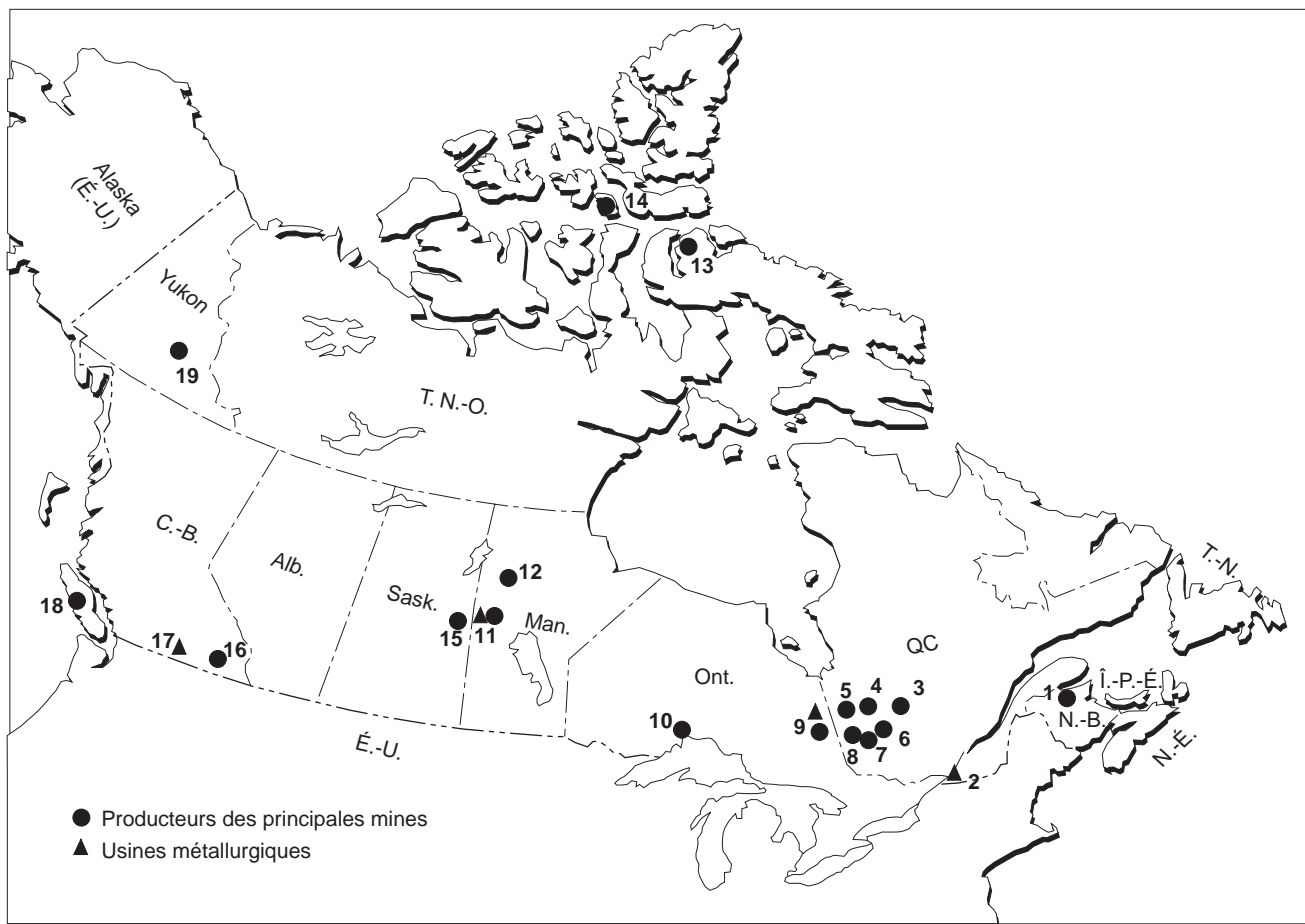 Alaska
(É.-U.)
Yukon
19
14
13
T. N.-O.
C.-B.
Alb.
Sask.
Man.
12
11
15
18
17
16
Ont.
QC
T.-N.
Î.-P.-É.
1
N.-B.
N.-É.
5
4
3
10
9
8
7
6
2
É.-U.
Producteurs des principales mines
Usines métallurgiques